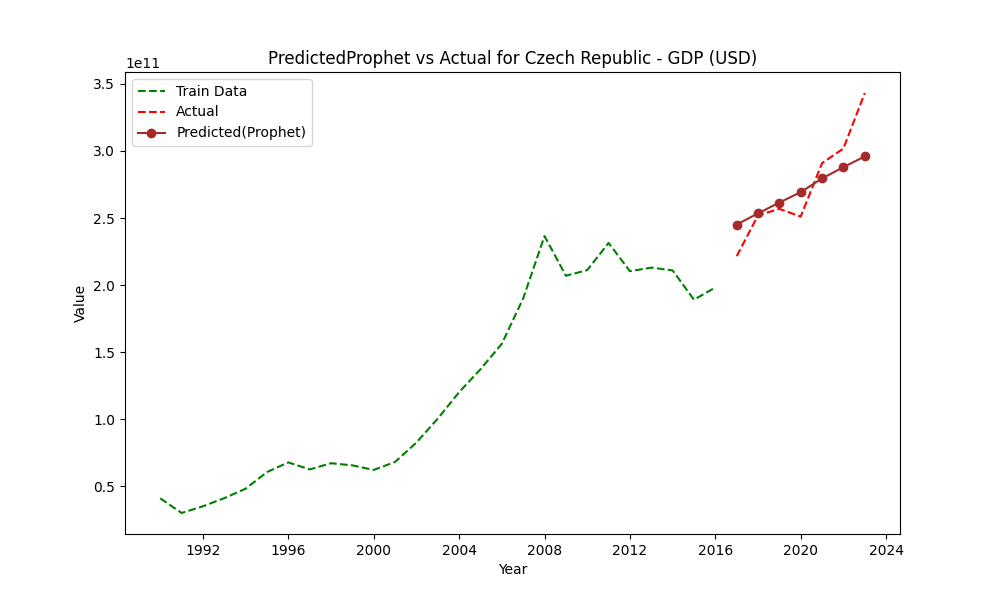 PredictedProphet vs Actual for Czech Republic - GDP (USD)
1e11
Train Data
Actual
Predicted(Prophet)
3.5
3.0
2.5
2.0
1.5
1.0
0.5
Value
1992 1996 2000 2004 2008 2012 2016 2020 2024
Year